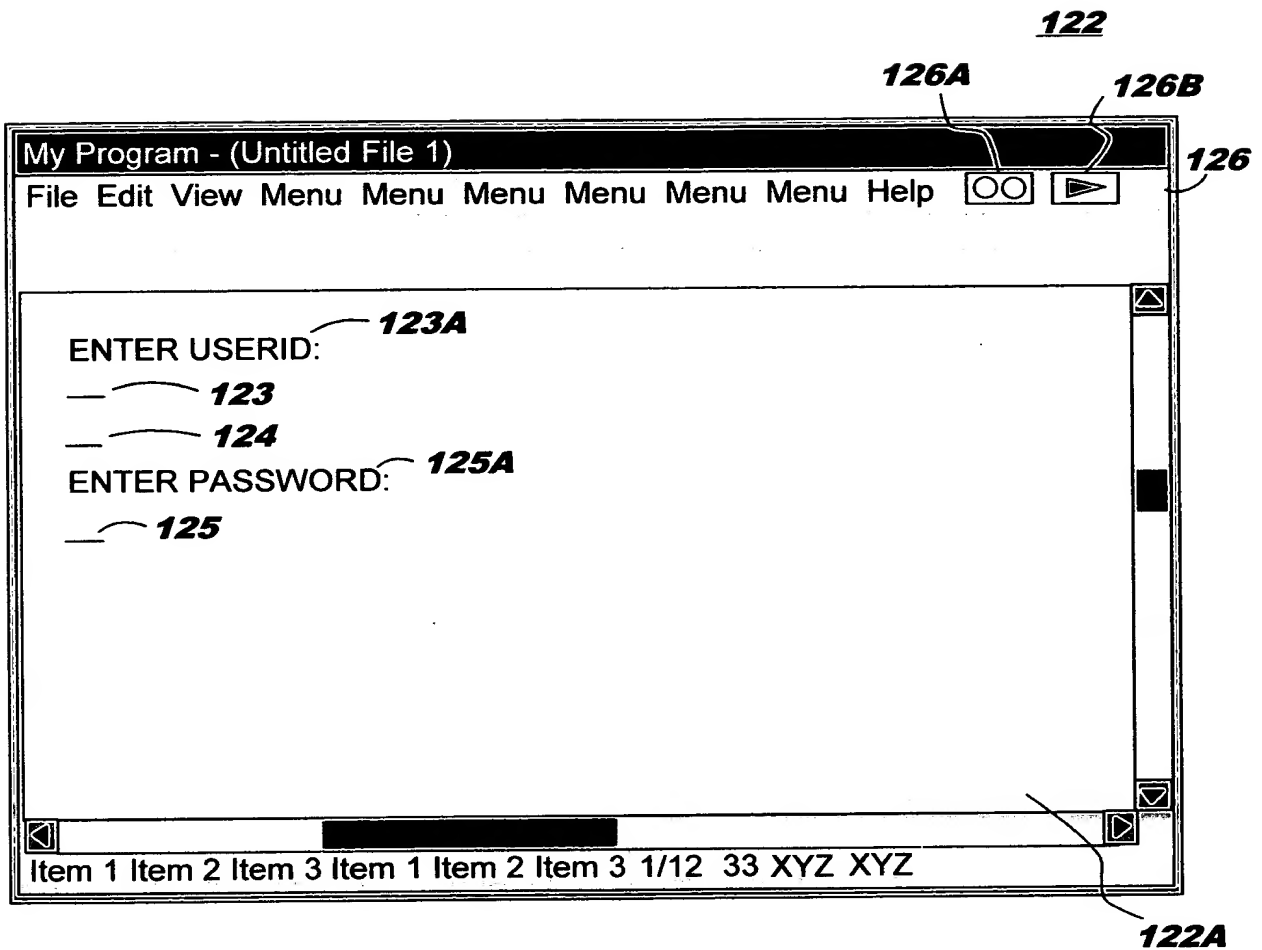 122
126A 126B
My Program - (Untitled File 1)
126
File Edit View Menu Menu Menu Menu Menu Menu Help
123A
ENTER USERID:
123
124
125A
ENTER PASSWORD:
125
Item 1 Item 2 Item 3 Item 1 Item 2 Item 3 1/12 33 XYZ XYZ
122A